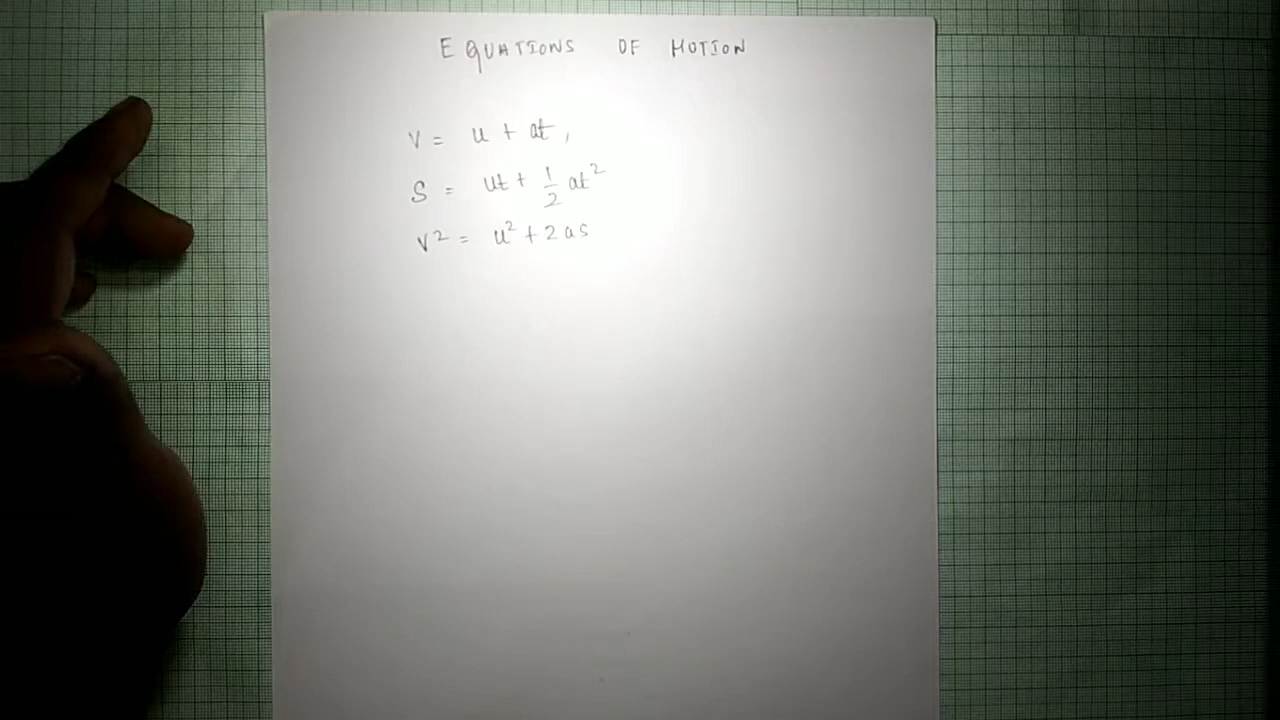 EQUATIONS OF MOTION
V = u + at,
S = ut + 1/2 at²
V² = u² + 2as